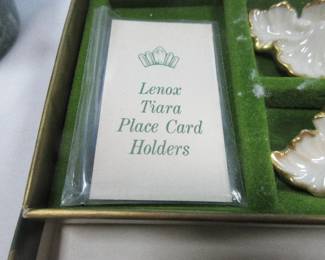 Lenox
Tiara
Place Card
Holders